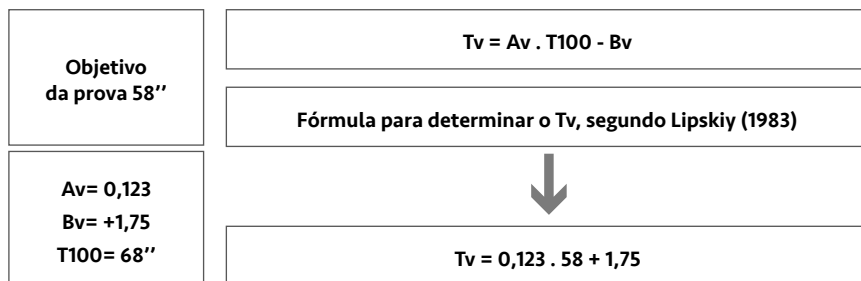 Objetivo
da prova 58’’
Tv = Av . T100 - Bv
Fórmula para determinar o Tv, segundo Lipskiy (1983)
Av= 0,123
Bv= +1,75
T100= 68’’
Tv = 0,123 . 58 + 1,75